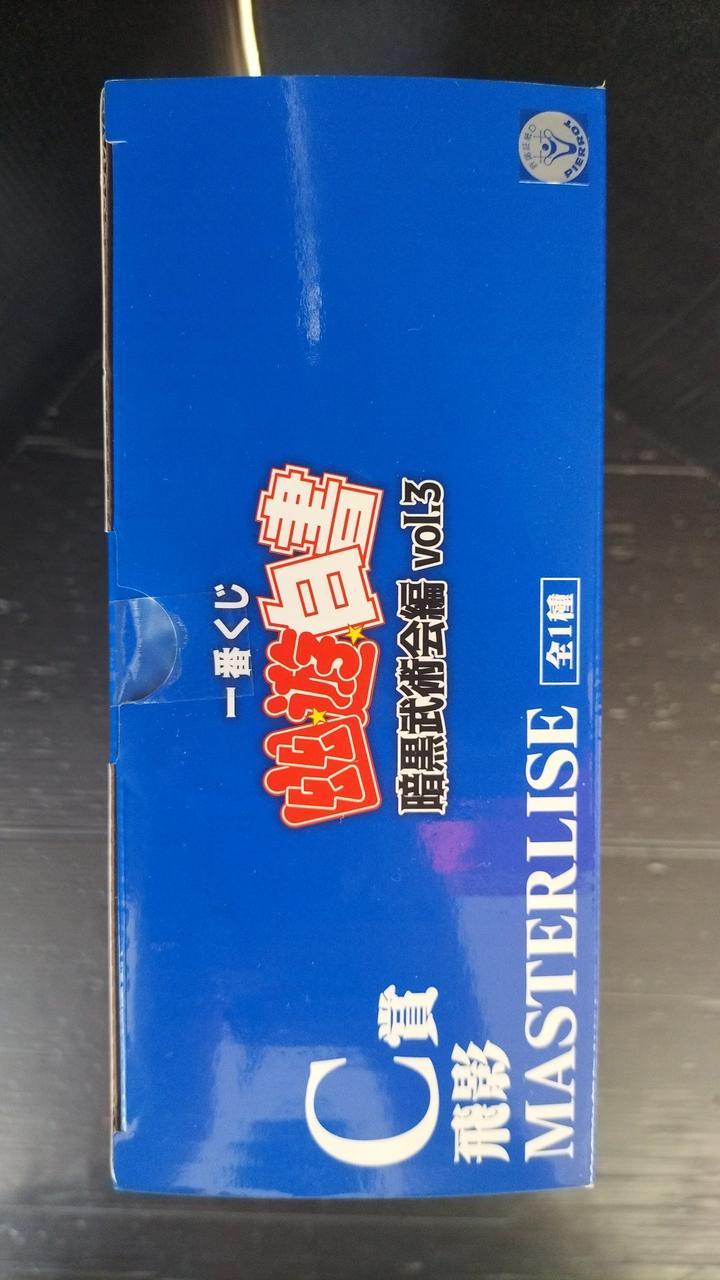 一番くじ
幽遊白書
暗黒武術会編 vol.3
C賞
飛影
MASTERLISE 全1種
PIERROT